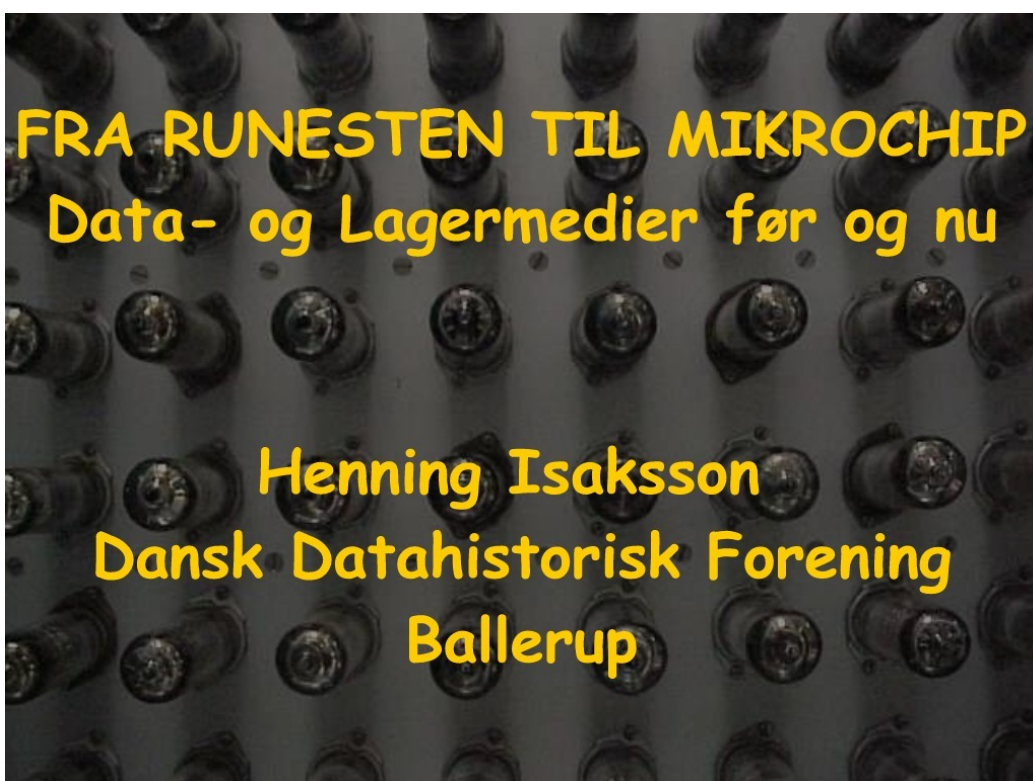 FRA RUNESTEN TIL MIKROCHIP
Data- og Lagermedier før og nu
Henning Isaksson
Dansk Datahistorisk Forening
Ballerup